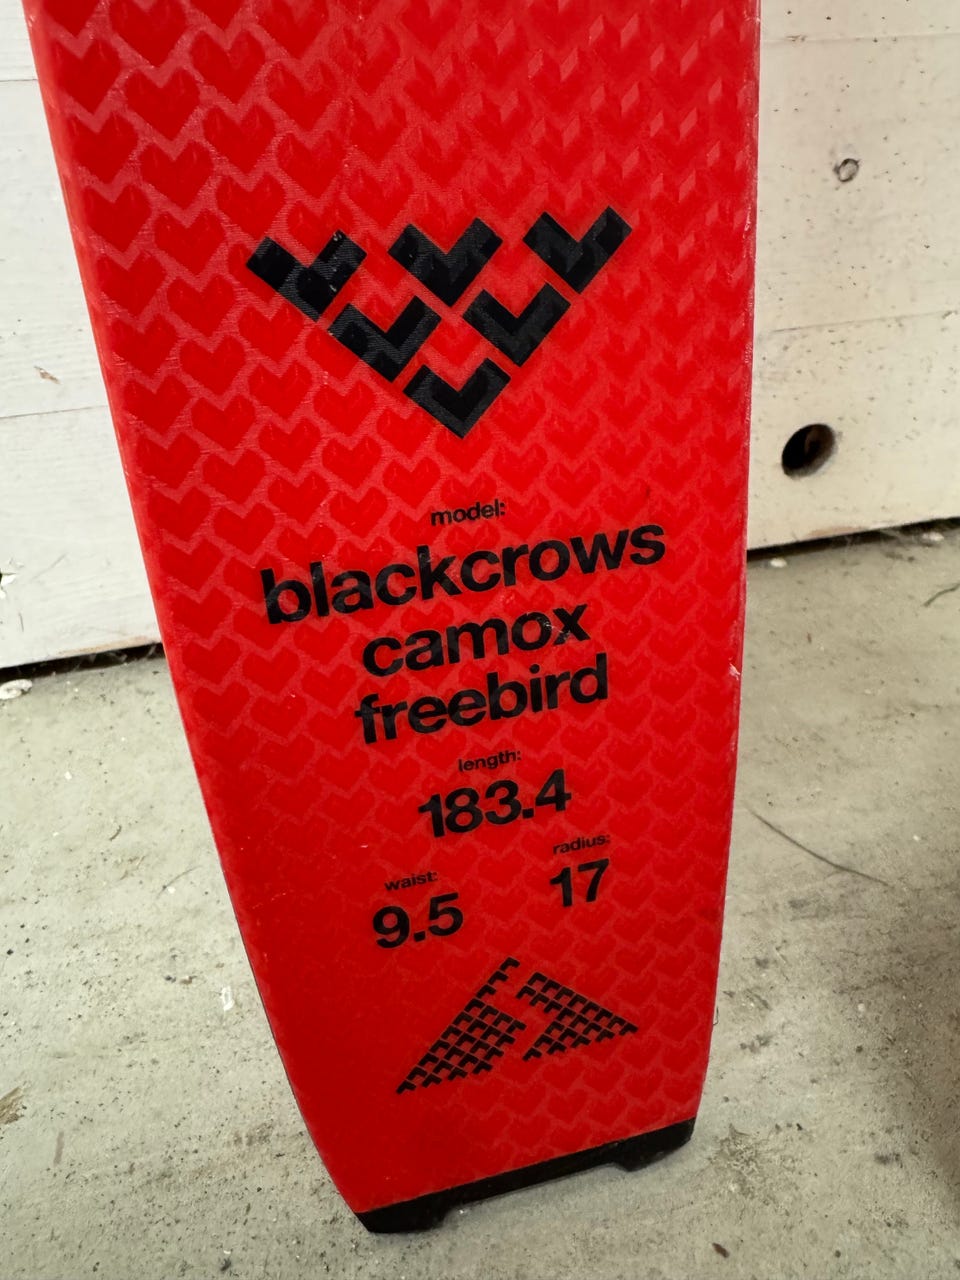 model:
blackcrows
camox
freebird
length:
183.4
waist: radius:
9.5 17